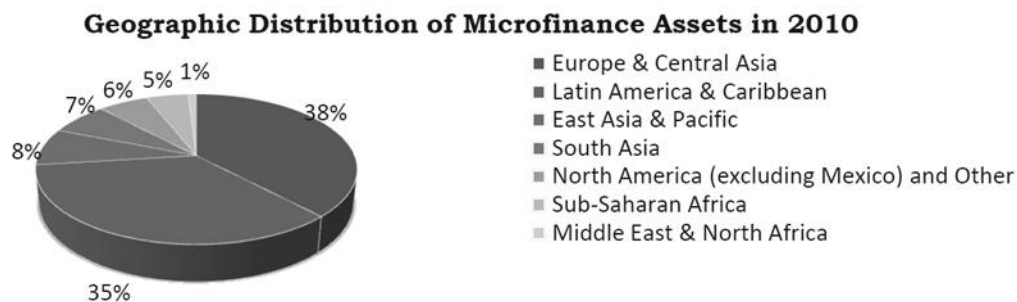 Geographic Distribution of Microfinance Assets in 2010
5% 1%
6%
7%
38%
8%
35%
Europe & Central Asia
Latin America & Caribbean
East Asia & Pacific
South Asia
North America (excluding Mexico) and Other
Sub-Saharan Africa
Middle East & North Africa